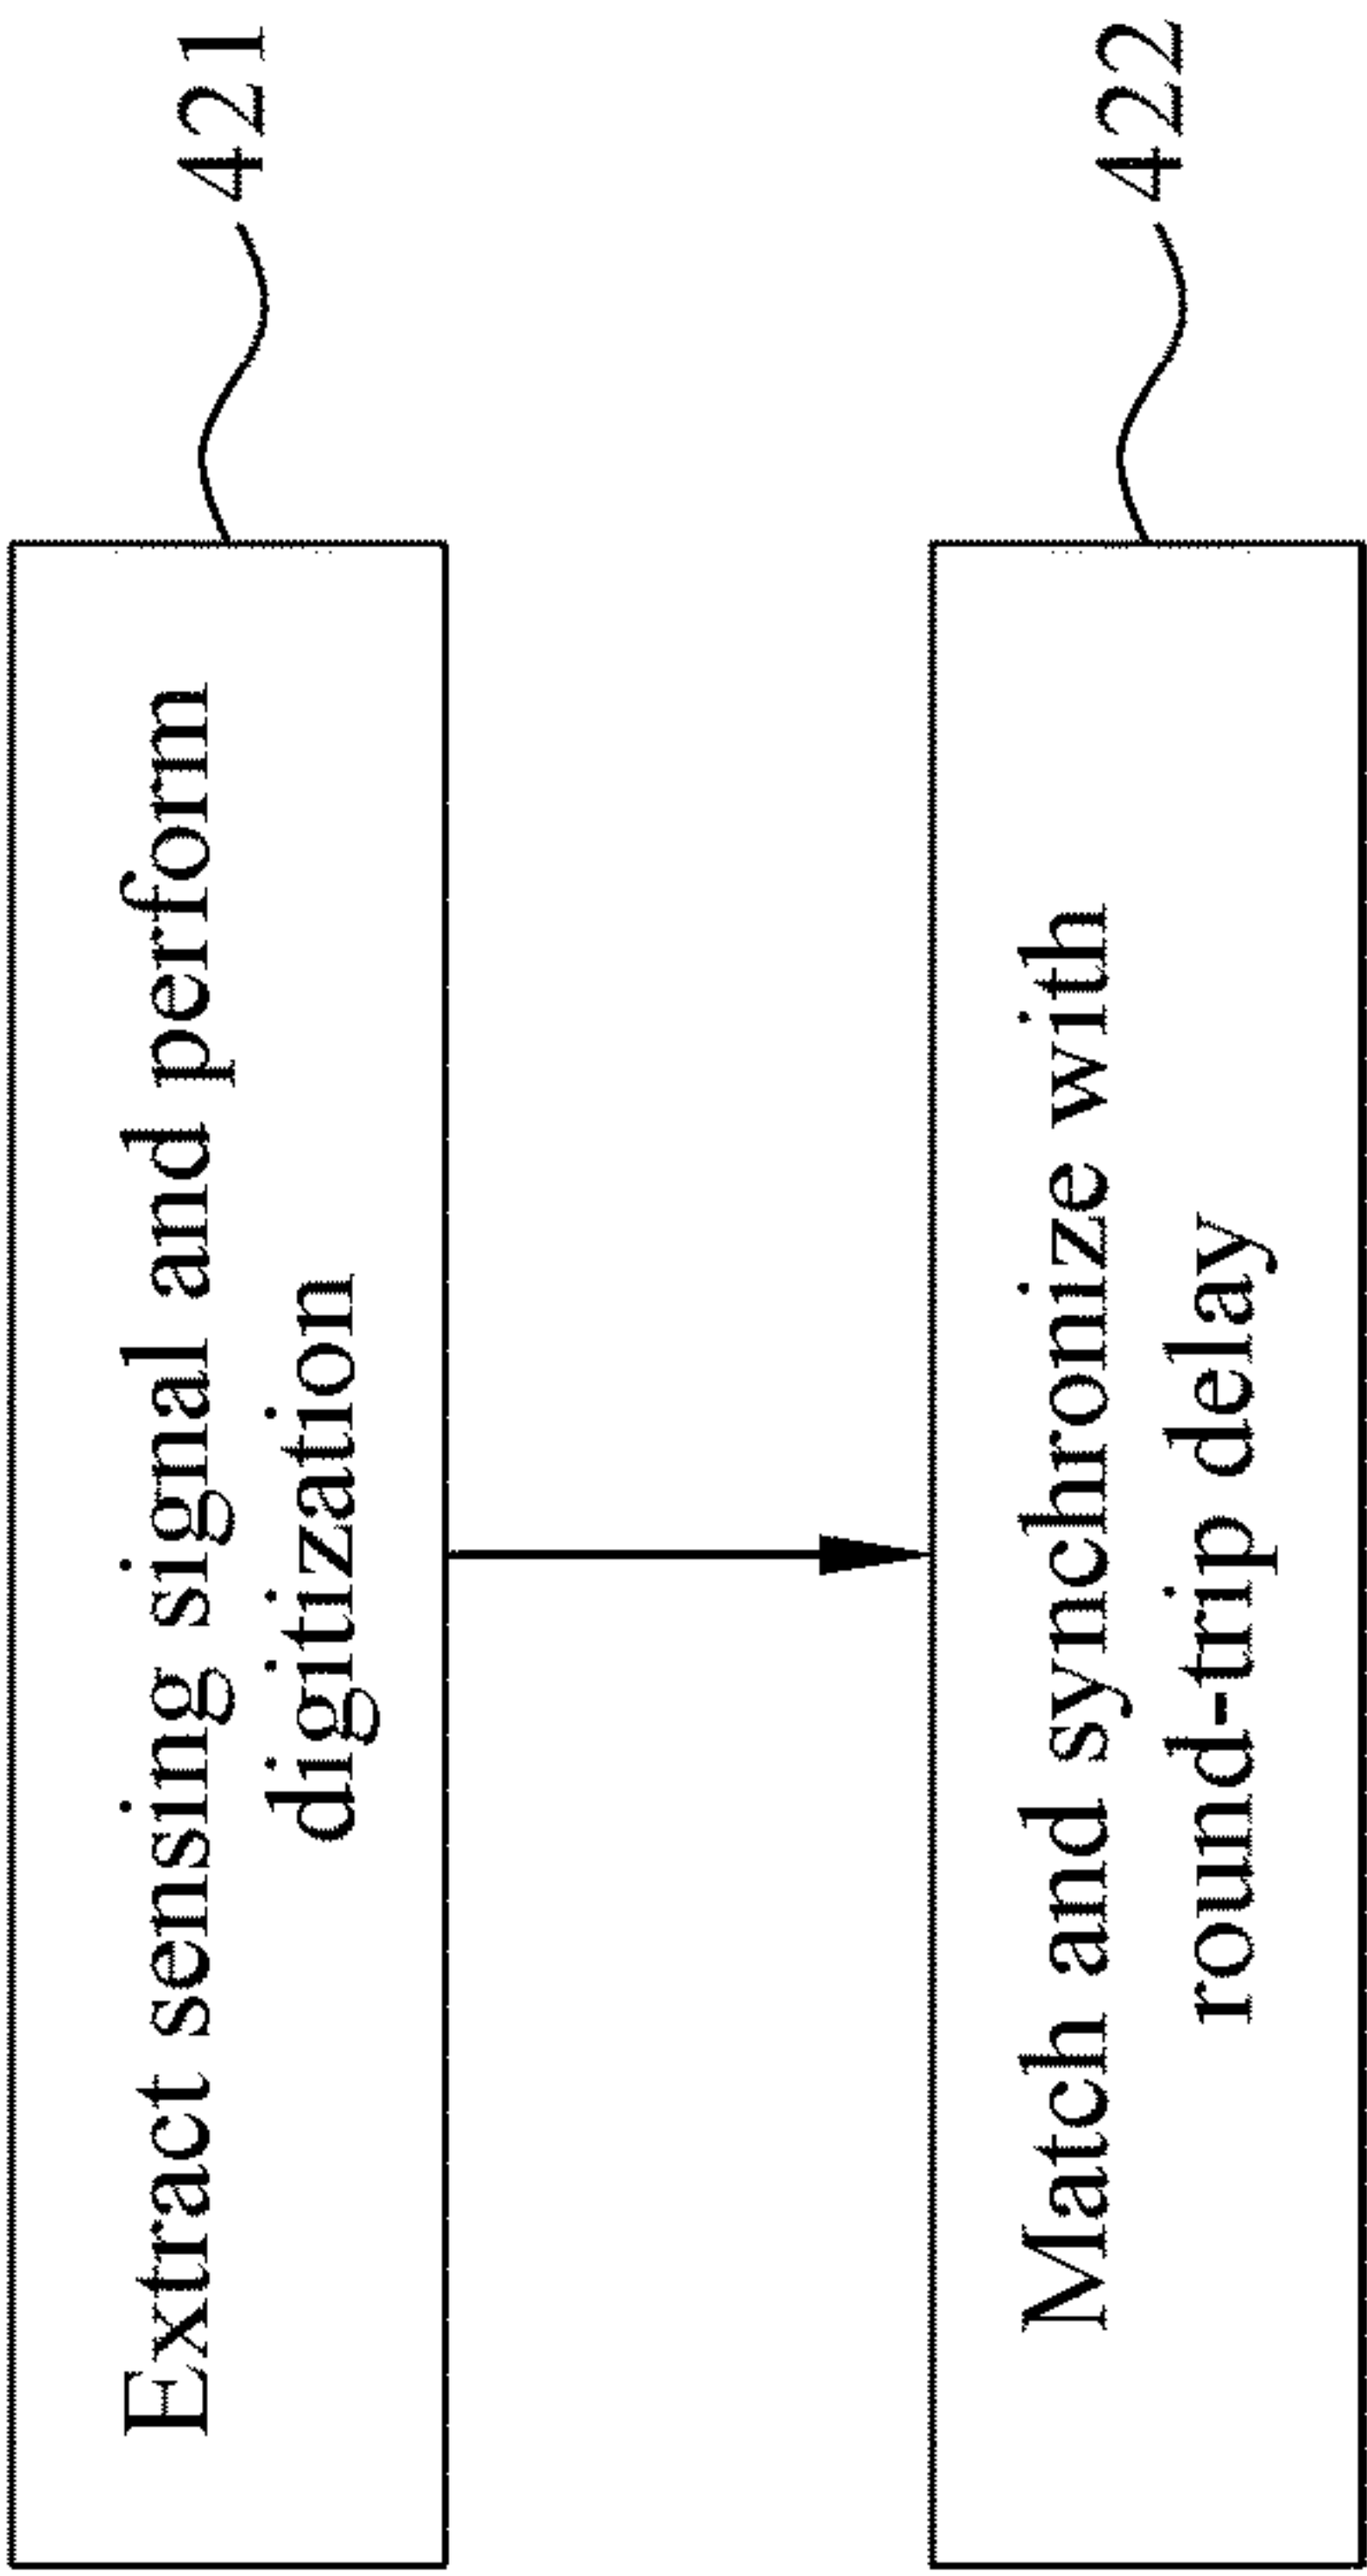 Extract sensing signal and perform
digitization
421
Match and synchronize with
round-trip delay
422